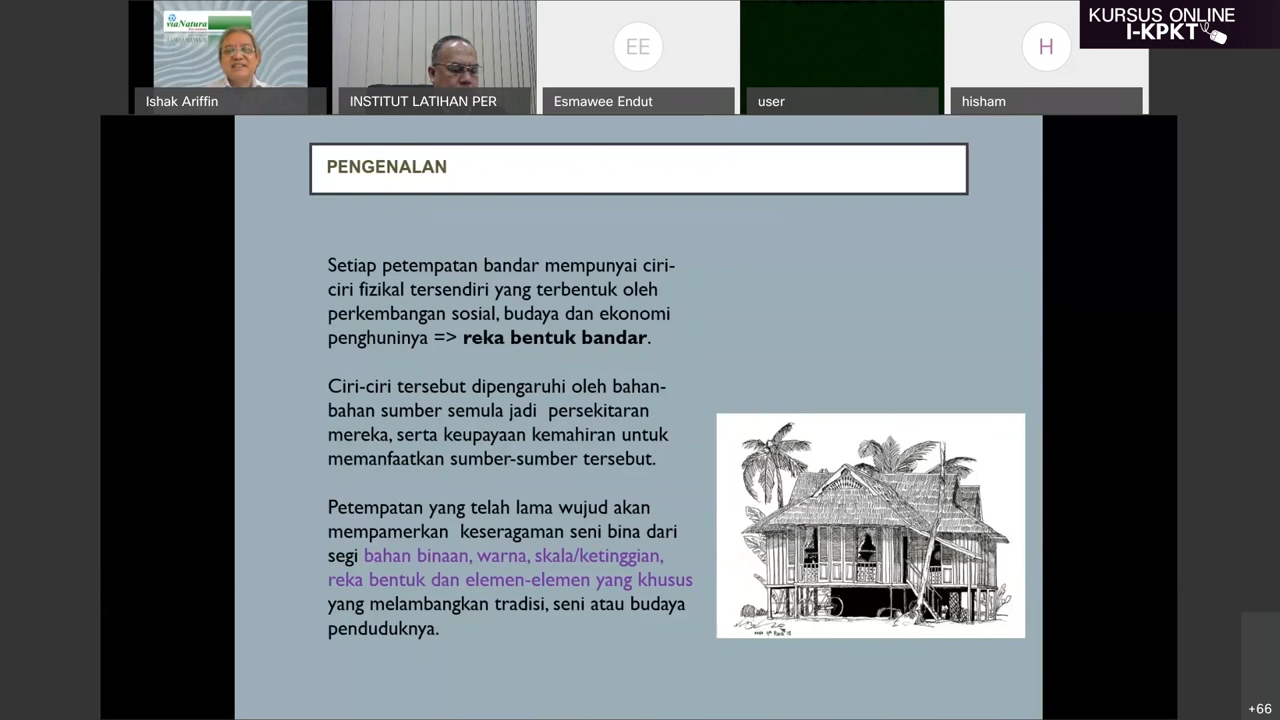 KURSUS ONLINE
I-KPKT
viaNatura
EE
H
Ishak Ariffin
INSTITUT LATIHAN PER
Esmawee Endut
user
hisham
PENGENALAN
Setiap petempatan bandar mempunyai ciri-
ciri fizikal tersendiri yang terbentuk oleh
perkembangan sosial, budaya dan ekonomi
penghuninya => reka bentuk bandar.
Ciri-ciri tersebut dipengaruhi oleh bahan-
bahan sumber semula jadi persekitaran
mereka, serta keupayaan kemahiran untuk
memanfaatkan sumber-sumber tersebut.
Petempatan yang telah lama wujud akan
mempamerkan keseragaman seni bina dari
segi bahan binaan, warna, skala/ketinggian,
reka bentuk dan elemen-elemen yang khusus
yang melambangkan tradisi, seni atau budaya
penduduknya.
+66